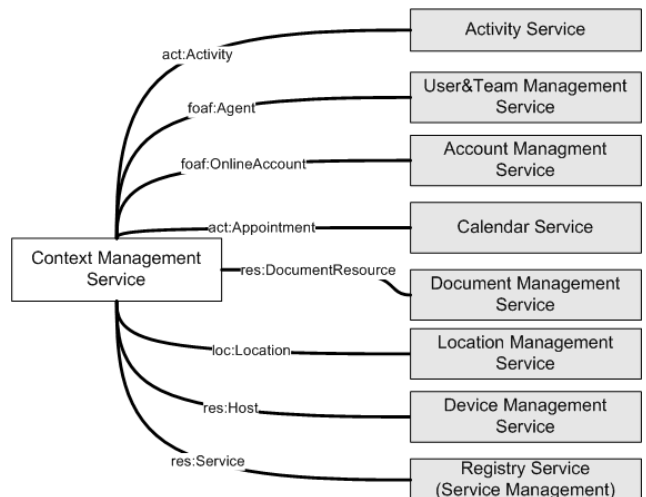 Activity Service
act:Activity
User&Team Management
Service
foaf:Agent
Account Managment
Service
foaf:OnlineAccount
Calendar Service
act:Appointment
Context Management
Service
res:DocumentResource
Document Management
Service
Location Management
Service
loc:Location
Device Management
Service
res:Host
res:Service
Registry Service
(Service Management)